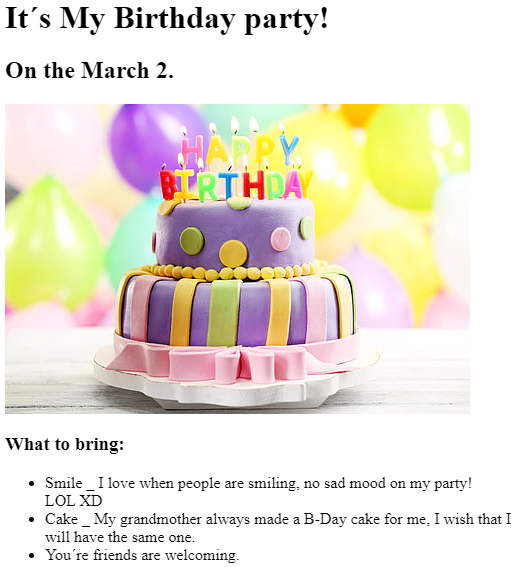 It´s My Birthday party!
On the March 2.
HAPPY
BIRTHDAY
What to bring:
Smile _ I love when people are smiling, no sad mood on my party!
LOL XD
Cake _ My grandmother always made a B-Day cake for me, I wish that I
will have the same one.
You´re friends are welcoming.